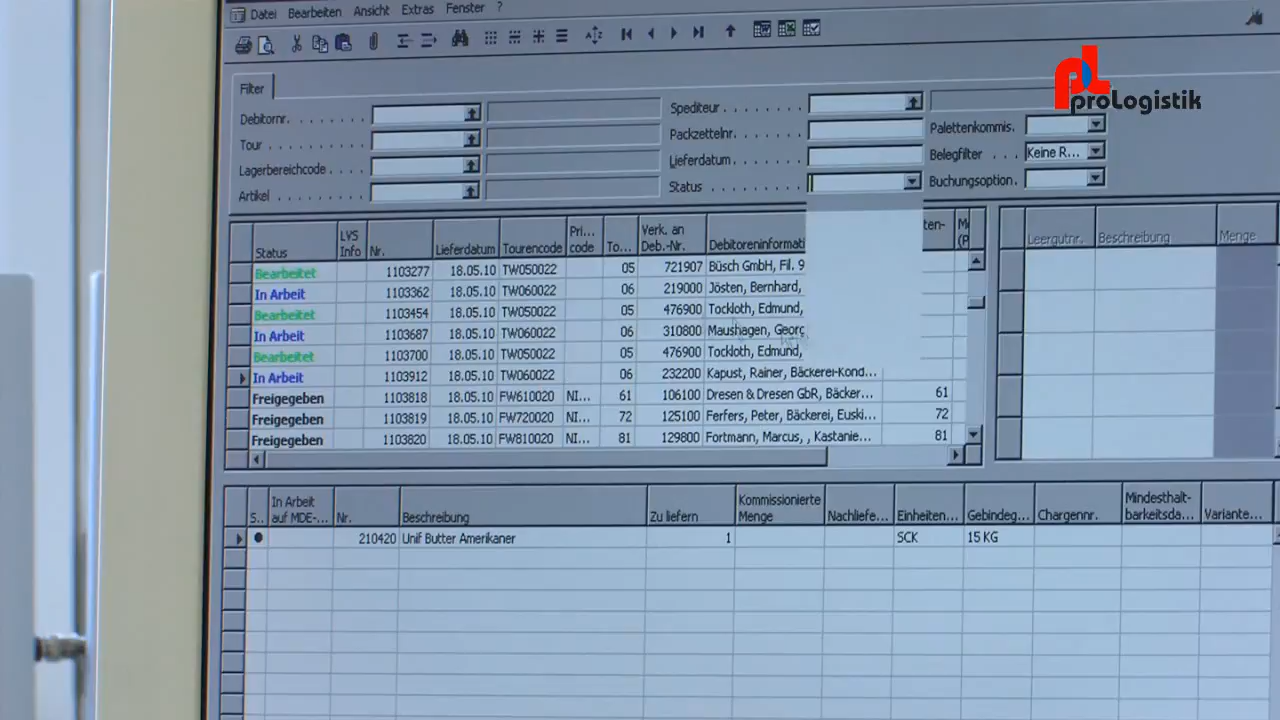 Datei Bearbeiten Ansicht Extras Fenster ?
proLogistik
Filter
Debitornr. . . . . . . . .
Tour . . . . . . . . . . . .
Lagerbereichcode . . . .
Artikel . . . . . . . . . .
Spediteur . . . . . . . .
Packzettelnr. . . . . . .
Lieferdatum . . . . . . .
Status . . . . . . . . .
Palettenkommis.
Belegfilter . . . Keine R...
Buchungsoption.
Status LVS Info Nr. Lieferdatum Tourencode Pri... code To... Verk. an Deb.-Nr. Debitoreninformati ten-
Bearbeitet 1103277 18.05.10 TW050022 05 721907 Büsch GmbH, Fil. 9
In Arbeit 1103362 18.05.10 TW060022 06 219000 Jösten, Bernhard,
Bearbeitet 1103454 18.05.10 TW050022 05 476900 Tockloth, Edmund,
In Arbeit 1103687 18.05.10 TW060022 06 310800 Maushagen, Georg
Bearbeitet 1103700 18.05.10 TW050022 05 476900 Tockloth, Edmund,
In Arbeit 1103912 18.05.10 TW060022 06 232200 Kapust, Rainer, Bäckerei-Kond...
Freigegeben 1103818 18.05.10 FW610020 NI... 61 106100 Dresen & Dresen GbR, Bäcker... 61
Freigegeben 1103819 18.05.10 FW720020 NI... 72 125100 Ferfers, Peter, Bäckerei, Euski... 72
Freigegeben 1103820 18.05.10 FW810020 NI... 81 129800 Fortmann, Marcus, , Kastanie... 81
Leergutnr. Beschreibung Menge
S.. In Arbeit auf MDE-... Nr. Beschreibung Zu liefern Kommissionierte Menge Nachliefe... Einheiten... Gebindeg... Chargennr. Mindesthalt-barkeitsda... Variante...
210420 Unif Butter Amerikaner 1 SCK 15 KG